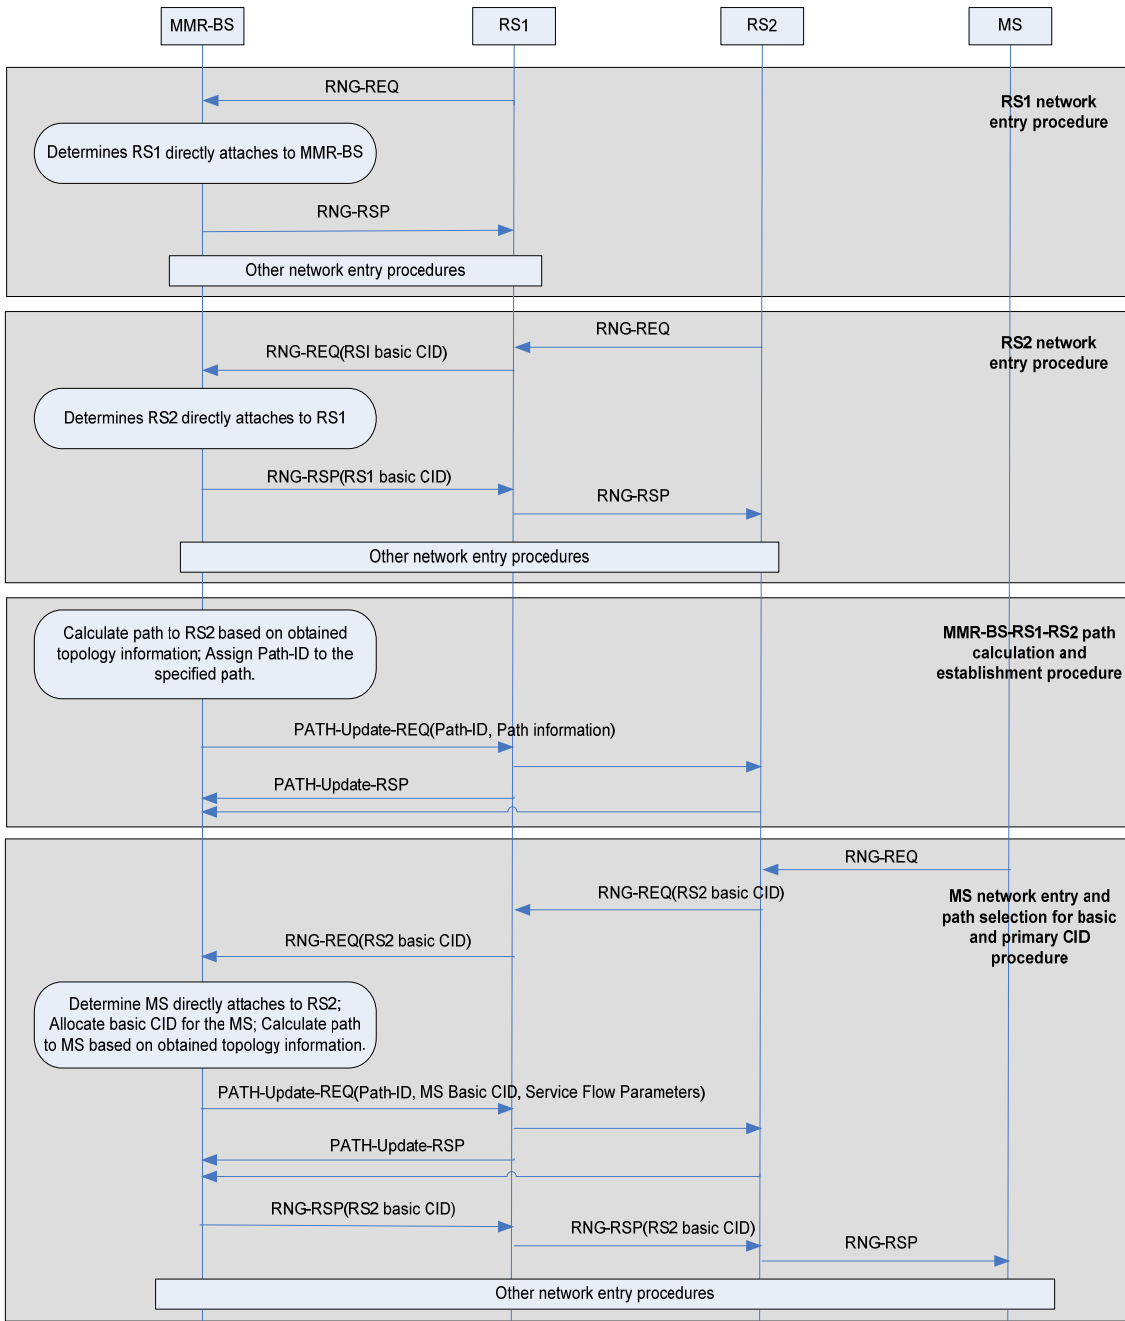 MMR-BS
RS1
RS2
MS
RNG-REQ
RS1 network
entry procedure
Determines RS1 directly attaches to MMR-BS
RNG-RSP
Other network entry procedures
RNG-REQ
RNG-REQ(RSI basic CID)
RS2 network
entry procedure
Determines RS2 directly attaches to RS1
RNG-RSP(RS1 basic CID)
RNG-RSP
Other network entry procedures
Calculate path to RS2 based on obtained
topology information; Assign Path-ID to the
specified path.
MMR-BS-RS1-RS2 path
calculation and
establishment procedure
PATH-Update-REQ(Path-ID, Path information)
PATH-Update-RSP
RNG-REQ
RNG-REQ(RS2 basic CID)
MS network entry and
path selection for basic
and primary CID
procedure
RNG-REQ(RS2 basic CID)
Determine MS directly attaches to RS2;
Allocate basic CID for the MS; Calculate path
to MS based on obtained topology information.
PATH-Update-REQ(Path-ID, MS Basic CID, Service Flow Parameters)
PATH-Update-RSP
RNG-RSP(RS2 basic CID)
RNG-RSP(RS2 basic CID)
RNG-RSP
Other network entry procedures